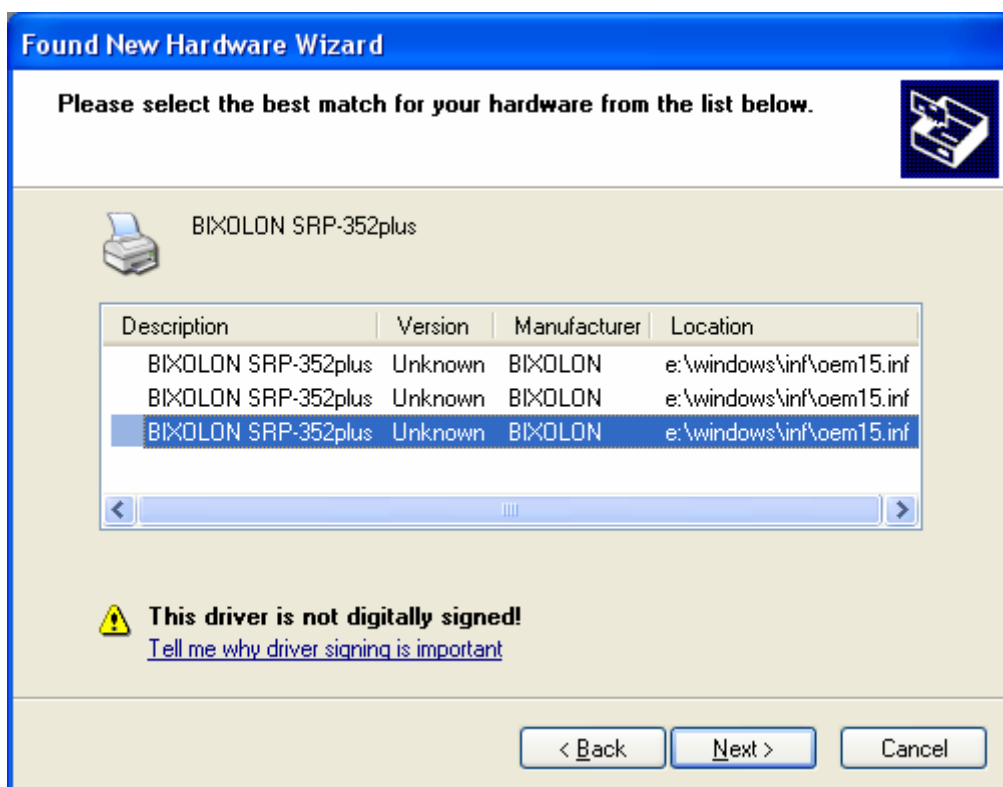 Found New Hardware Wizard
Please select the best match for your hardware from the list below.
BIXOLON SRP-352plus
Description Version Manufacturer Location
BIXOLON SRP-352plus Unknown BIXOLON e:\windows\inf\oem15.inf
BIXOLON SRP-352plus Unknown BIXOLON e:\windows\inf\oem15.inf
BIXOLON SRP-352plus Unknown BIXOLON e:\windows\inf\oem15.inf
This driver is not digitally signed!
Tell me why driver signing is important
< Back Next > Cancel